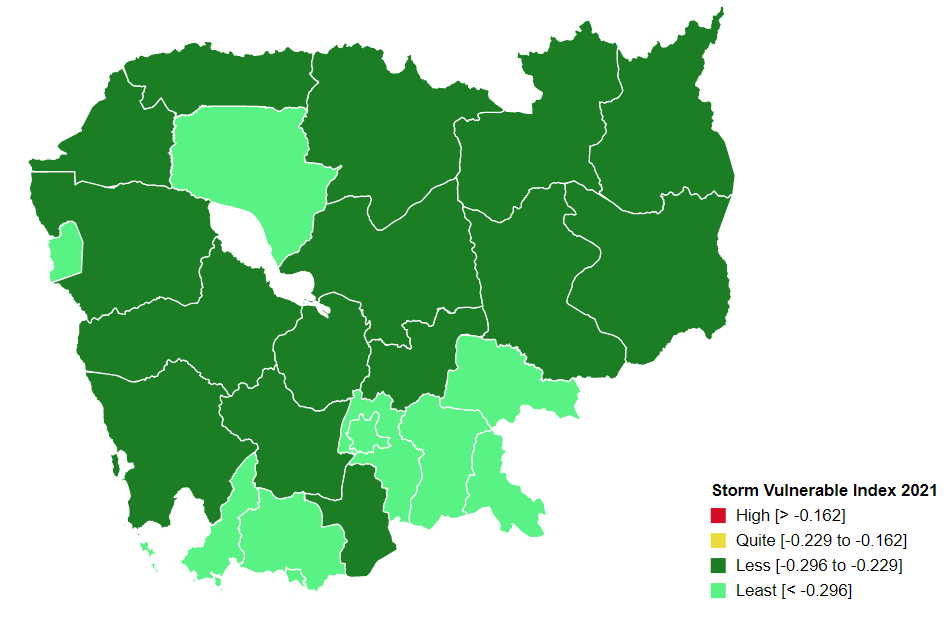 Storm Vulnerable Index 2021
High [> -0.162]
Quite [-0.229 to -0.162]
Less [-0.296 to -0.229]
Least [< -0.296]